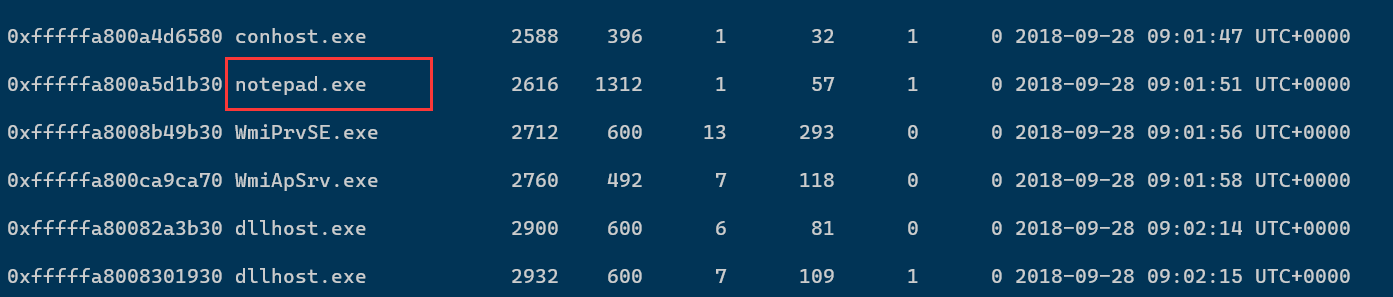 0xfffffa800a4d6580 conhost.exe 2588 396 1 32 1 0 2018-09-28 09:01:47 UTC+0000
0xfffffa800a5d1b30 notepad.exe 2616 1312 1 57 1 0 2018-09-28 09:01:51 UTC+0000
0xfffffa8008b49b30 WmiPrvSE.exe 2712 600 13 293 0 0 2018-09-28 09:01:56 UTC+0000
0xfffffa800ca9ca70 WmiApSrv.exe 2760 492 7 118 0 0 2018-09-28 09:01:58 UTC+0000
0xfffffa80082a3b30 dllhost.exe 2900 600 6 81 0 0 2018-09-28 09:02:14 UTC+0000
0xfffffa8008301930 dllhost.exe 2932 600 7 109 1 0 2018-09-28 09:02:15 UTC+0000